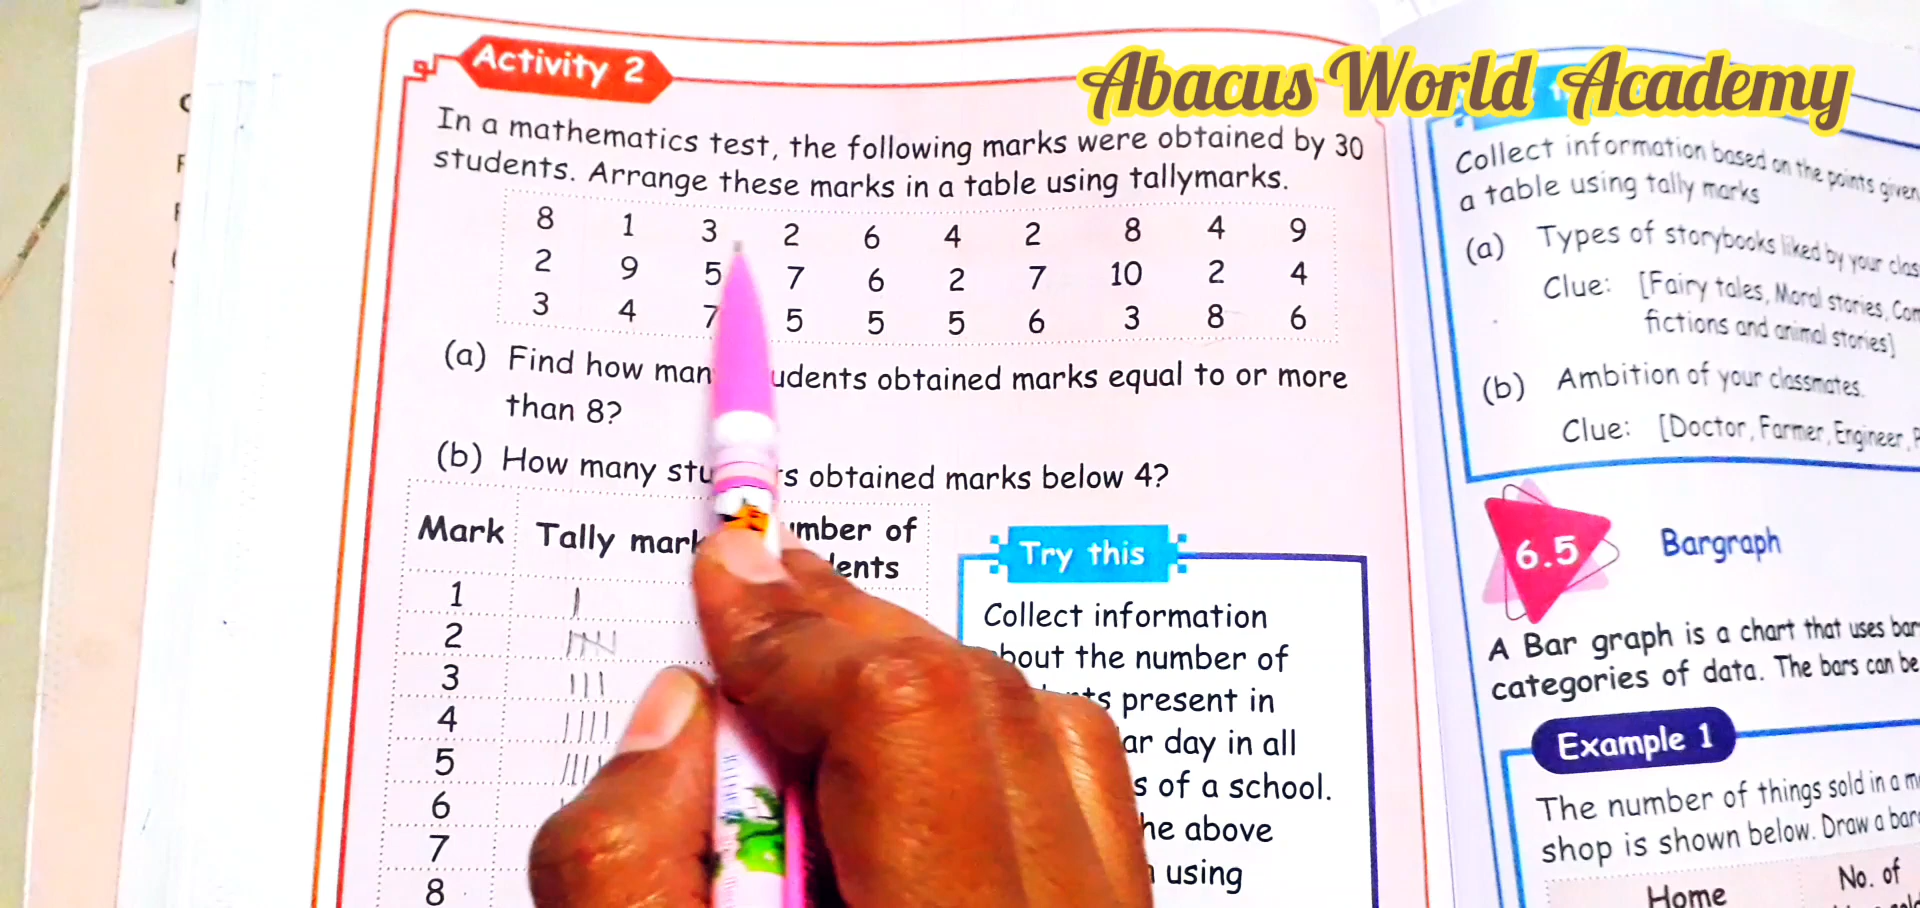 Abacus World Academy
Activity 2
In a mathematics test, the following marks were obtained by 30
students. Arrange these marks in a table using tallymarks.
8 1 3 2 6 4 2 8 4 9
2 9 5 7 6 2 7 10 2 4
3 4 7 5 5 5 6 3 8 6
(a) Find how man udents obtained marks equal to or more
than 8?
(b) How many stu s obtained marks below 4?
Mark Tally mark umber of
ents
1
2
3
4
5
6
7
8
Try this
Collect information
bout the number of
ts present in
ar day in all
s of a school.
he above
using
Collect information based on the points given
a table using tally marks
(a) Types of storybooks liked by your clas
Clue: [Fairy tales, Moral stories, Com
fictions and animal stories]
(b) Ambition of your classmates.
Clue: [Doctor, Farmer, Engineer, P
6.5 Bargraph
A Bar graph is a chart that uses bar
categories of data. The bars can be
Example 1
The number of things sold in a m
shop is shown below. Draw a bar
Home No. of